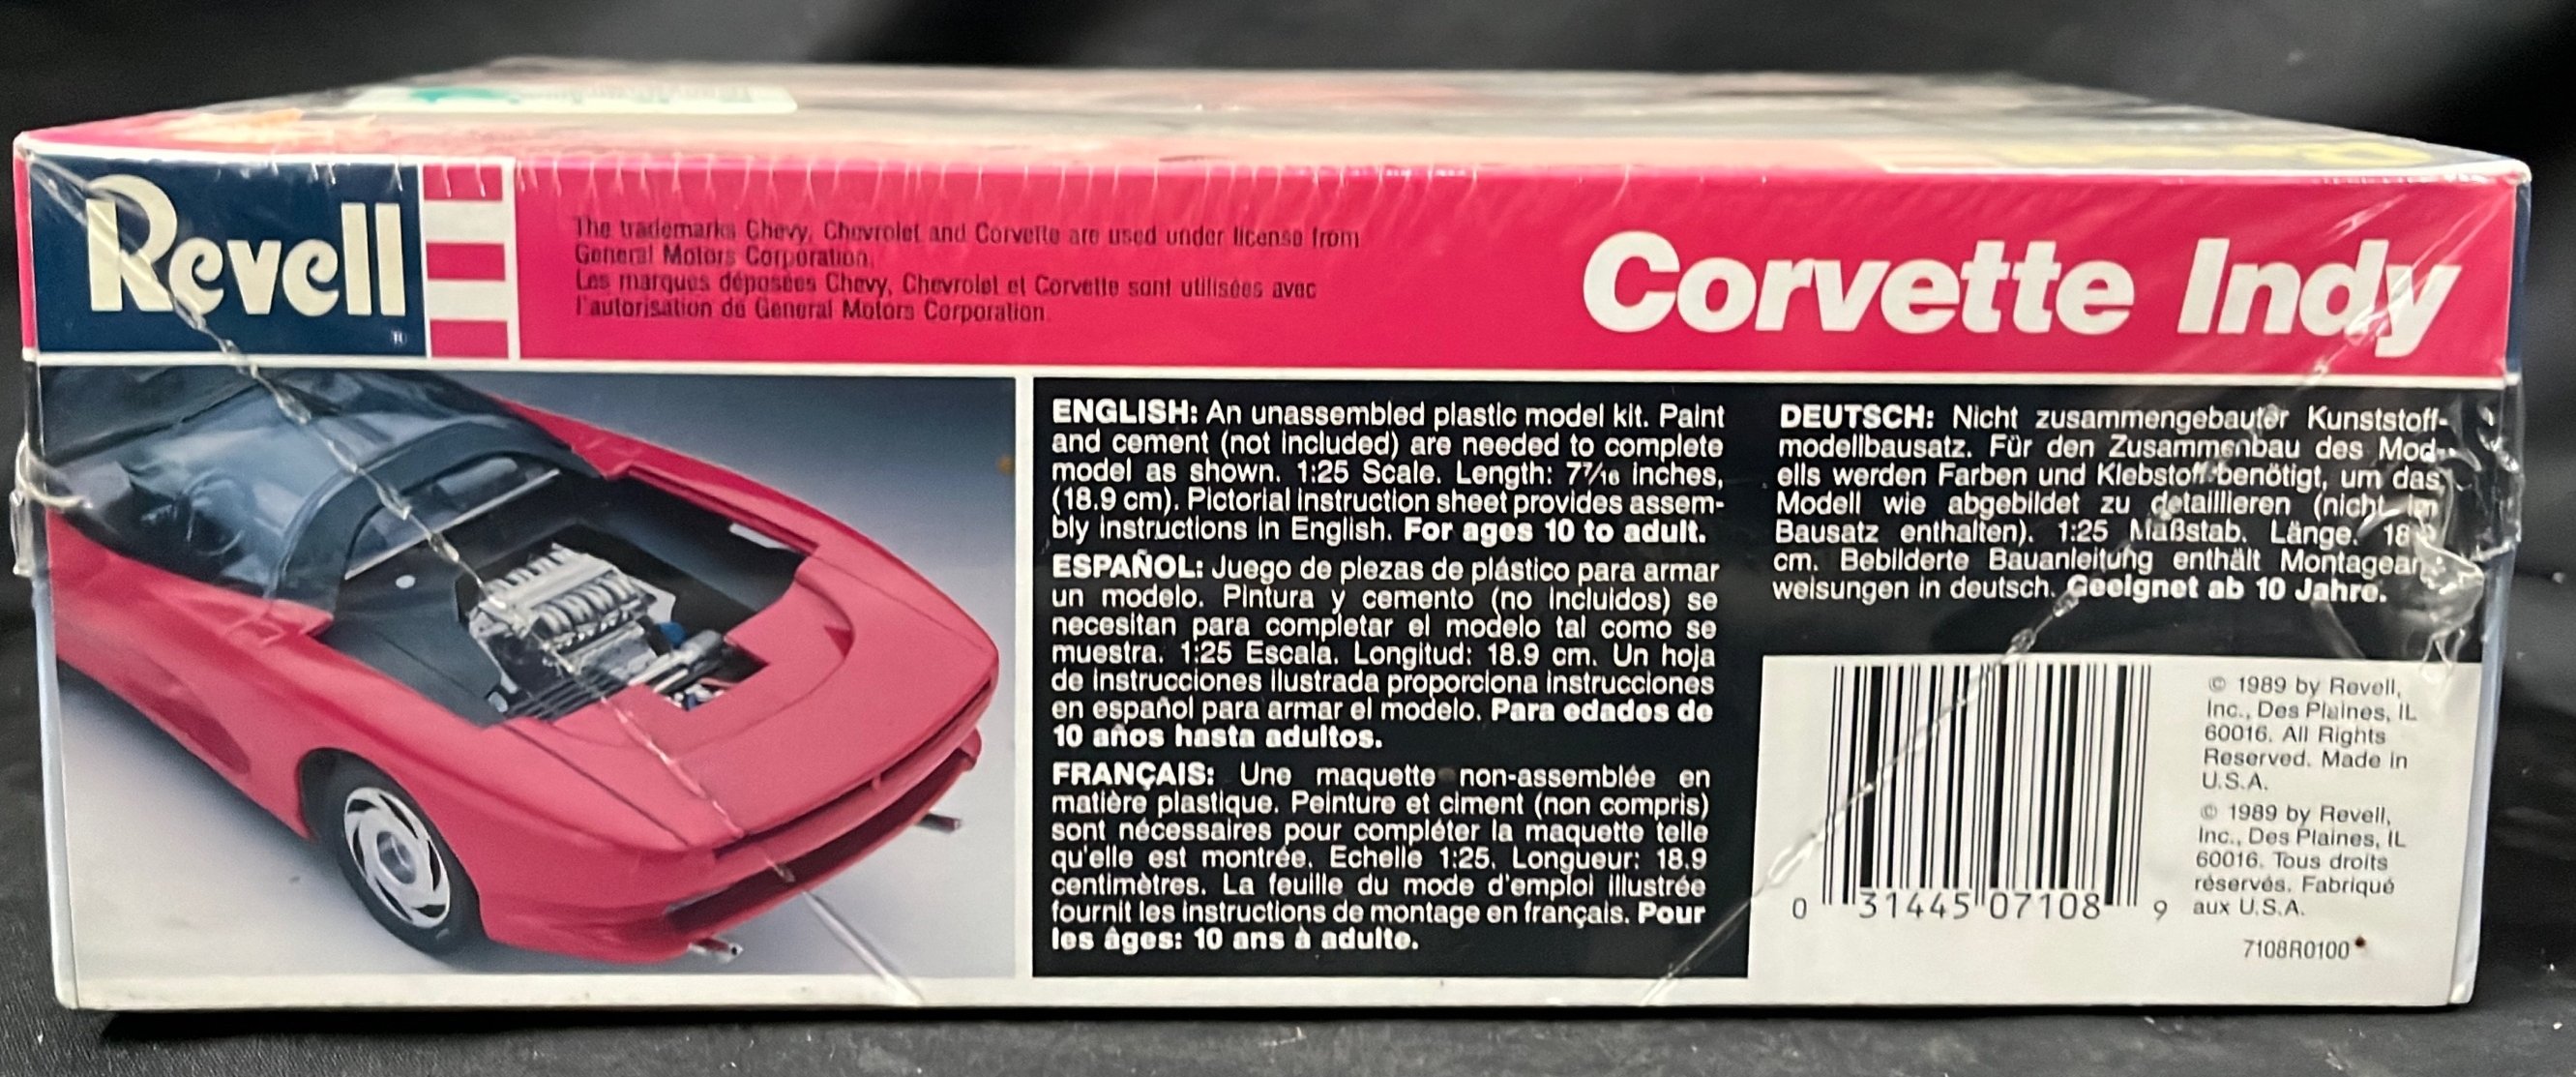 Revell
®
The trademarks Chevy, Chevrolet and Corvette are used under license from
General Motors Corporation.
Les marques déposées Chevy, Chevrolet et Corvette sont utilisées avec
l'autorisation de General Motors Corporation.
Corvette Indy
ENGLISH: An unassembled plastic model kit. Paint
and cement (not included) are needed to complete
model as shown. 1:25 Scale. Length: 7 7/16 inches,
(18.9 cm). Pictorial instruction sheet provides assem-
bly instructions in English. For ages 10 to adult.
ESPAÑOL: Juego de piezas de plástico para armar
un modelo. Pintura y cemento (no incluidos) se
necesitan para completar el modelo tal como se
muestra. 1:25 Escala. Longitud: 18.9 cm. Un hoja
de instrucciones ilustrada proporciona instrucciones
en español para armar el modelo. Para edades de
10 años hasta adultos.
FRANÇAIS: Une maquette non-assemblée en
matière plastique. Peinture et ciment (non compris)
sont nécessaires pour compléter la maquette telle
qu'elle est montrée. Echelle 1:25. Longueur: 18.9
centimètres. La feuille du mode d'emploi illustrée
fournit les instructions de montage en français. Pour
les âges: 10 ans à adulte.
DEUTSCH: Nicht zusammengebauter Kunststoff-
modellbausatz. Für den Zusammenbau des Mod-
ells werden Farben und Klebstoff benötigt, um das
Modell wie abgebildet zu detaillieren (nicht im
Bausatz enthalten). 1:25 Maßstab. Länge: 18
cm. Bebilderte Bauanleitung enthält Montagean-
weisungen in deutsch. Geeignet ab 10 Jahre.
0 31445 07108 9
© 1989 by Revell,
Inc., Des Plaines, IL
60016. All Rights
Reserved. Made in
U.S.A.
© 1989 by Revell,
Inc., Des Plaines, IL
60016. Tous droits
réservés. Fabriqué
aux U.S.A.
7108R0100